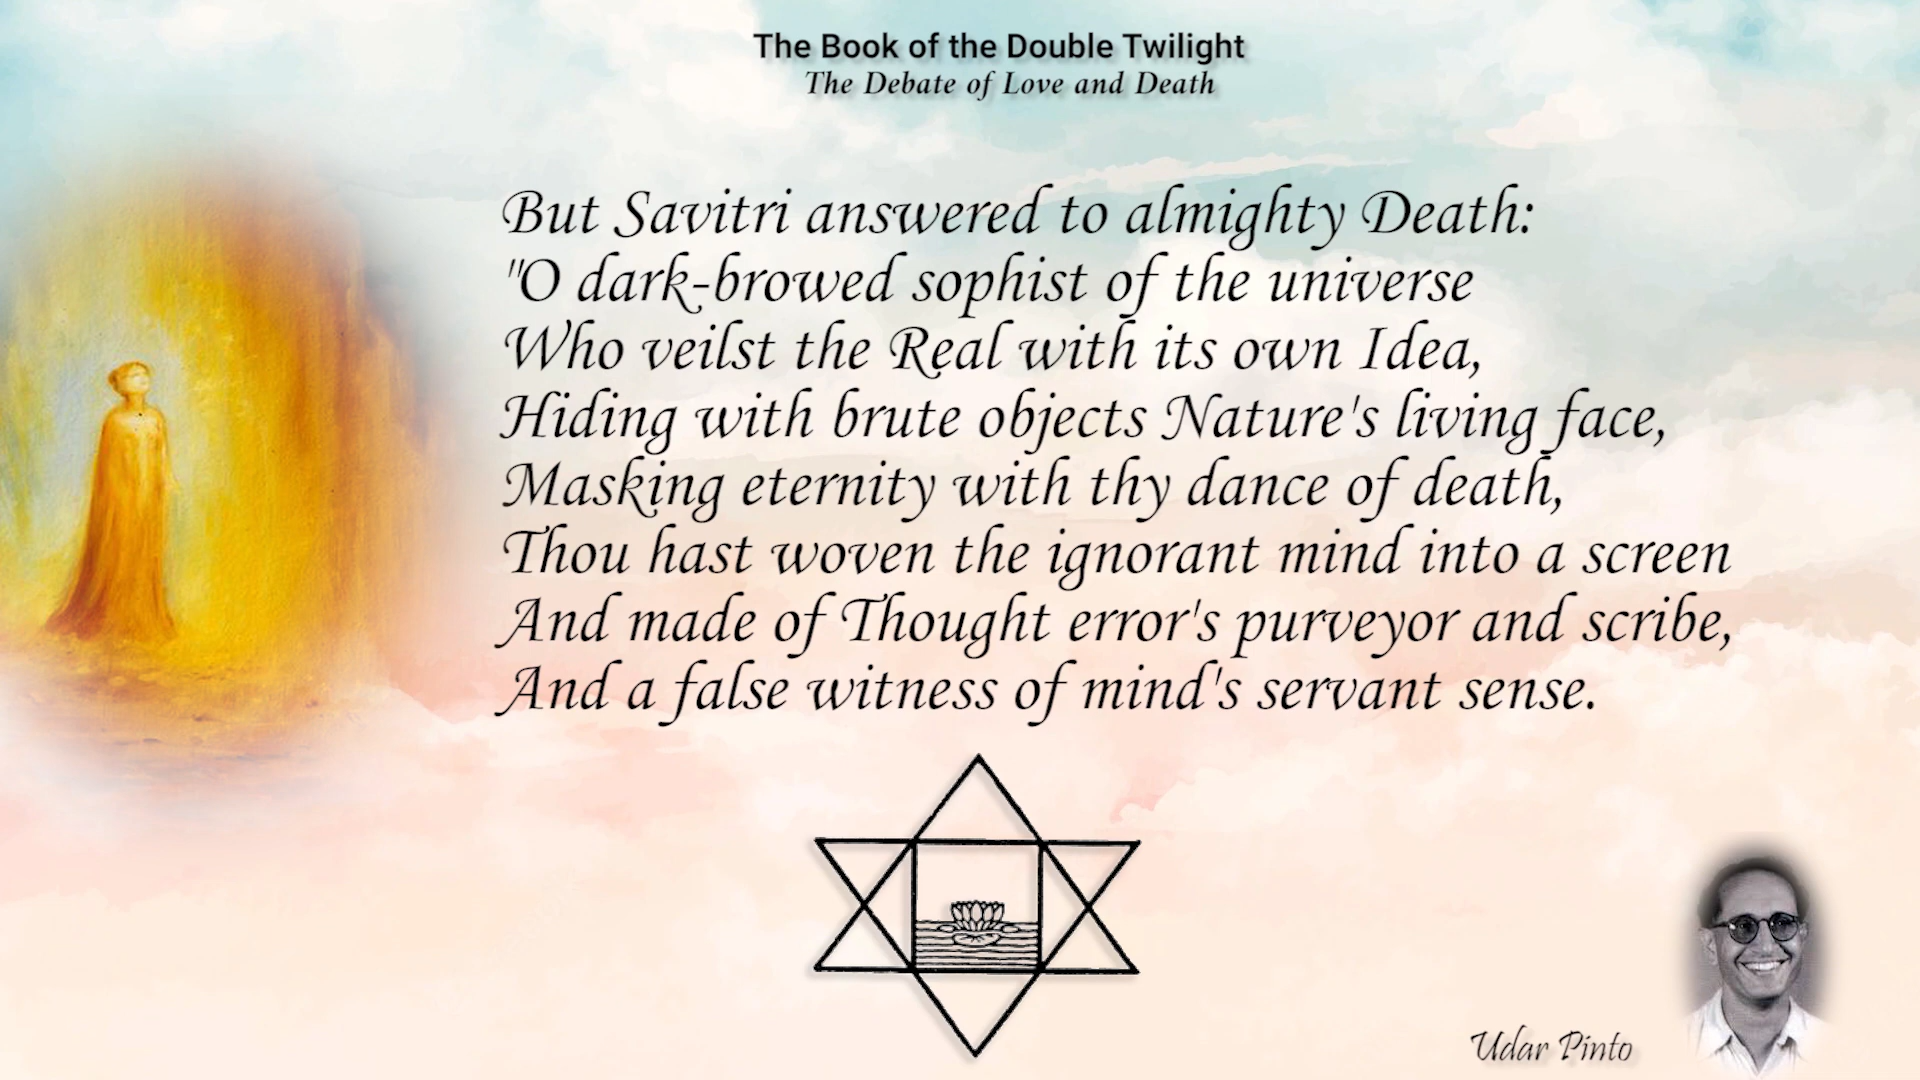 The Book of the Double Twilight
The Debate of Love and Death
But Savitri answered to almighty Death:
"O dark-browed sophist of the universe
Who veilst the Real with its own Idea,
Hiding with brute objects Nature's living face,
Masking eternity with thy dance of death,
Thou hast woven the ignorant mind into a screen
And made of Thought error's purveyor and scribe,
And a false witness of mind's servant sense.
Udar Pinto